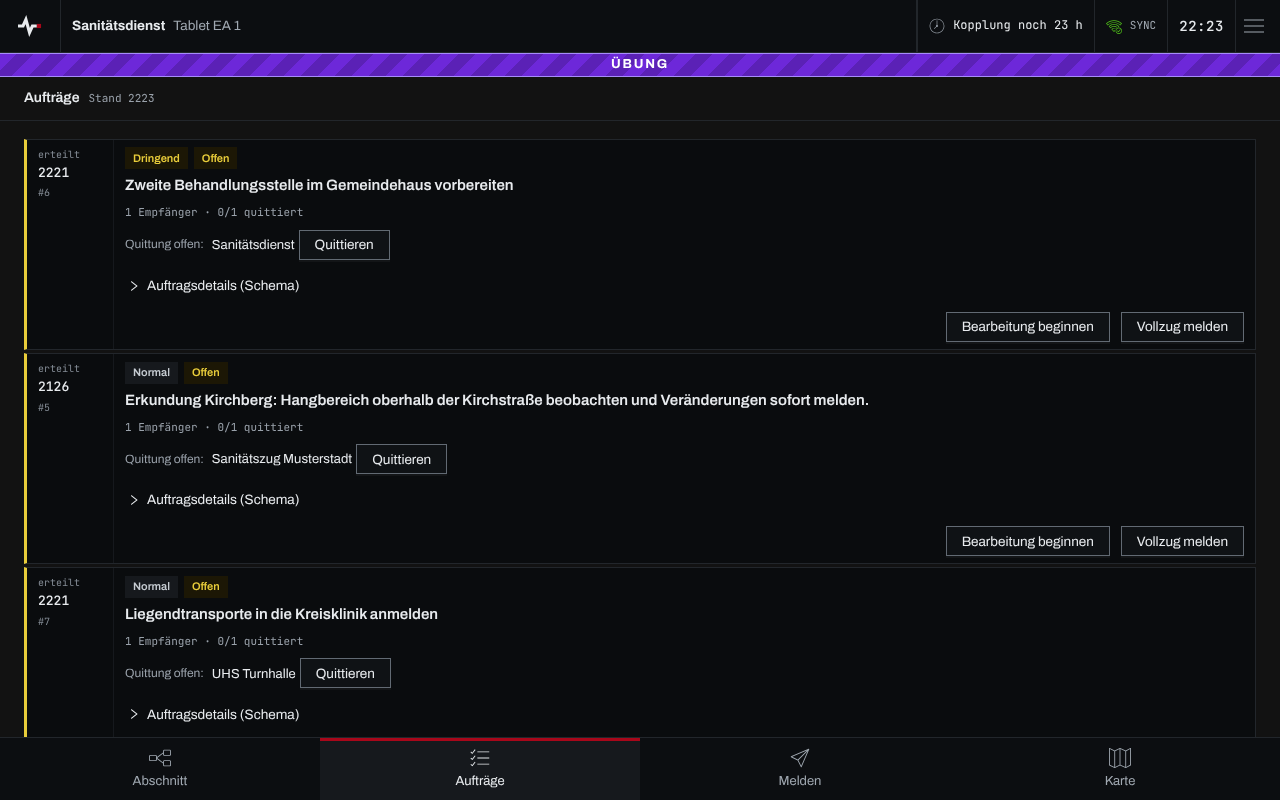 Sanitätsdienst Tablet EA 1
Kopplung noch 23 h
SYNC
22:23
ÜBUNG
Aufträge Stand 2223
erteilt
2221
#6
Dringend Offen
Zweite Behandlungsstelle im Gemeindehaus vorbereiten
1 Empfänger · 0/1 quittiert
Quittung offen: Sanitätsdienst Quittieren
Auftragsdetails (Schema)
Bearbeitung beginnen Vollzug melden
erteilt
2126
#5
Normal Offen
Erkundung Kirchberg: Hangbereich oberhalb der Kirchstraße beobachten und Veränderungen sofort melden.
1 Empfänger · 0/1 quittiert
Quittung offen: Sanitätszug Musterstadt Quittieren
Auftragsdetails (Schema)
Bearbeitung beginnen Vollzug melden
erteilt
2221
#7
Normal Offen
Liegendtransporte in die Kreisklinik anmelden
1 Empfänger · 0/1 quittiert
Quittung offen: UHS Turnhalle Quittieren
Auftragsdetails (Schema)
Abschnitt Aufträge Melden Karte